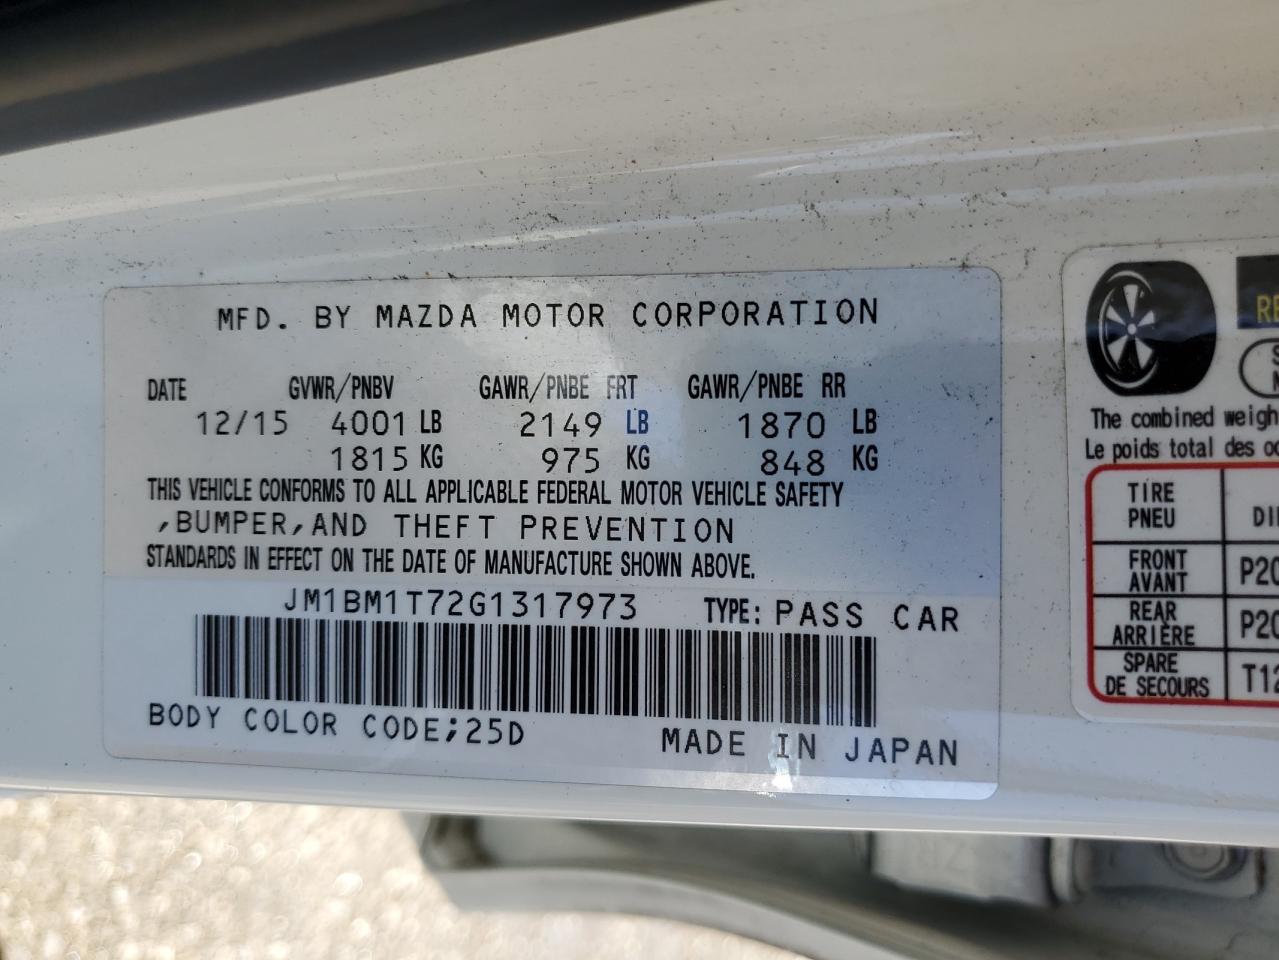 MFD. BY MAZDA MOTOR CORPORATION
DATE GVWR/PNBV GAWR/PNBE FRT GAWR/PNBE RR
12/15 4001 LB 2149 LB 1870 LB
1815 KG 975 KG 848 KG
THIS VEHICLE CONFORMS TO ALL APPLICABLE FEDERAL MOTOR VEHICLE SAFETY
,BUMPER,AND THEFT PREVENTION
STANDARDS IN EFFECT ON THE DATE OF MANUFACTURE SHOWN ABOVE.
JM1BM1T72G1317973 TYPE: PASS CAR
BODY COLOR CODE;25D MADE IN JAPAN
The combined weigh
Le poids total des oc
TIRE
PNEU
FRONT
AVANT
P20
REAR
ARRIÈRE
P20
SPARE
DE SECOURS
T12